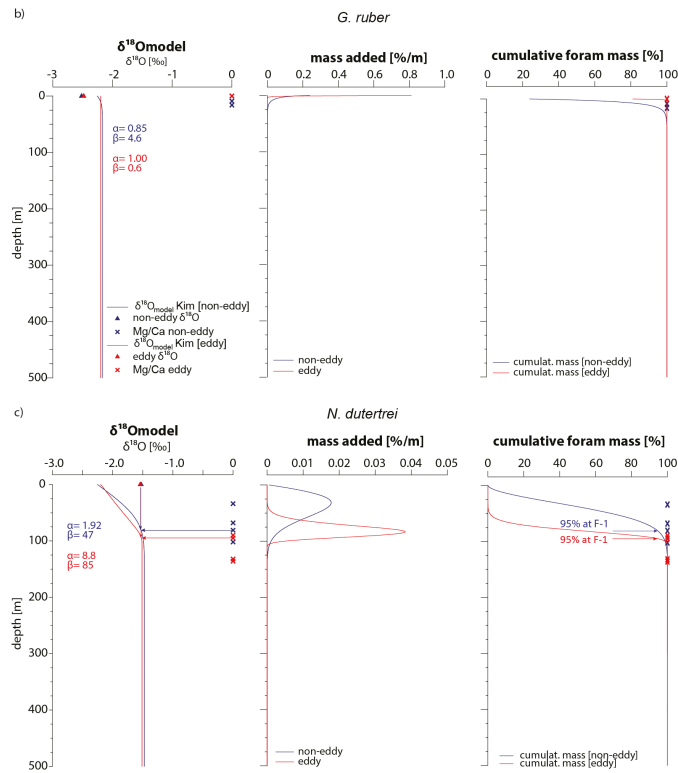 b)
G. ruber
δ¹⁸Omodel
δ¹⁸O [‰]
-3 -2 -1 0
mass added [%/m]
0 0.2 0.4 0.6 0.8 1.0
cumulative foram mass [%]
0 20 40 60 80 100
0
100
200
300
400
500
depth [m]
α= 0.85
β= 4.6
α= 1.00
β= 0.6
δ¹⁸Omodel Kim [non-eddy]
non-eddy δ¹⁸O
Mg/Ca non-eddy
δ¹⁸Omodel Kim [eddy]
eddy δ¹⁸O
Mg/Ca eddy
non-eddy
eddy
cumulat. mass [non-eddy]
cumulat. mass [eddy]
c)
N. dutertrei
δ¹⁸Omodel
δ¹⁸O [‰]
-3.0 -2.0 -1.0 0
mass added [%/m]
0 0.01 0.02 0.03 0.04 0.05
cumulative foram mass [%]
0 20 40 60 80 100
0
100
200
300
400
500
depth [m]
α= 1.92
β= 47
α= 8.8
β= 85
95% at F-1
95% at F-1
non-eddy
eddy
cumulat. mass [non-eddy]
cumulat. mass [eddy]